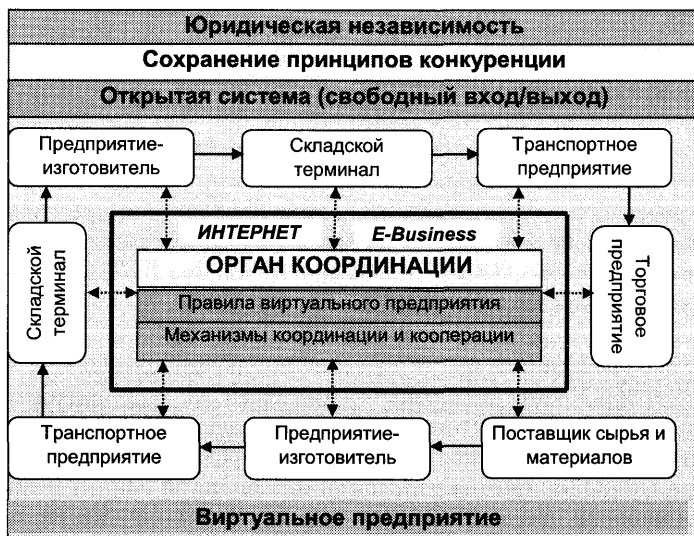 Юридическая независимость
Сохранение принципов конкуренции
Открытая система (свободный вход/выход)
Предприятие-
изготовитель
Складской
терминал
Транспортное
предприятие
ИНТЕРНЕТ E-Business
ОРГАН КООРДИНАЦИИ
Правила виртуального предприятия
Механизмы координации и кооперации
Складской
терминал
Торговое
предприятие
Транспортное
предприятие
Предприятие-
изготовитель
Поставщик сырья и
материалов
Виртуальное предприятие